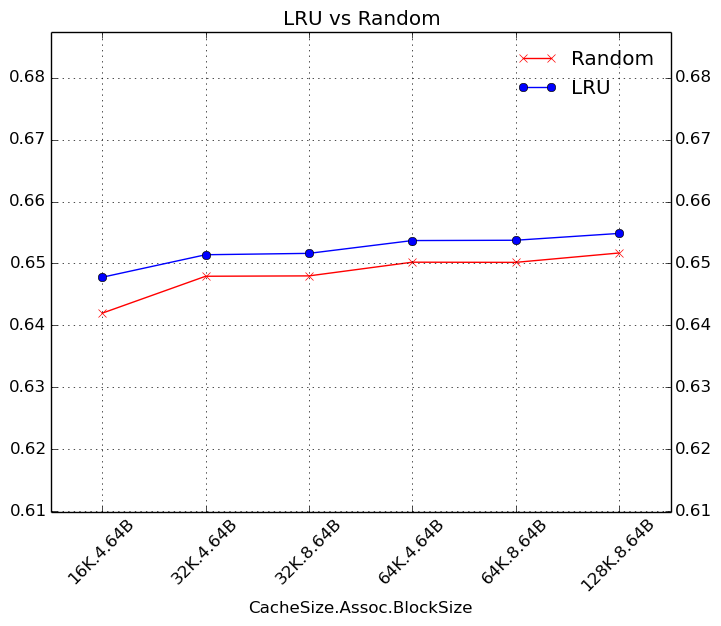 LRU vs Random
Random
LRU
0.68 0.68
0.67 0.67
0.66 0.66
0.65 0.65
0.64 0.64
0.63 0.63
0.62 0.62
0.61 0.61
16K.4.64B 32K.4.64B 32K.8.64B 64K.4.64B 64K.8.64B 128K.8.64B
CacheSize.Assoc.BlockSize